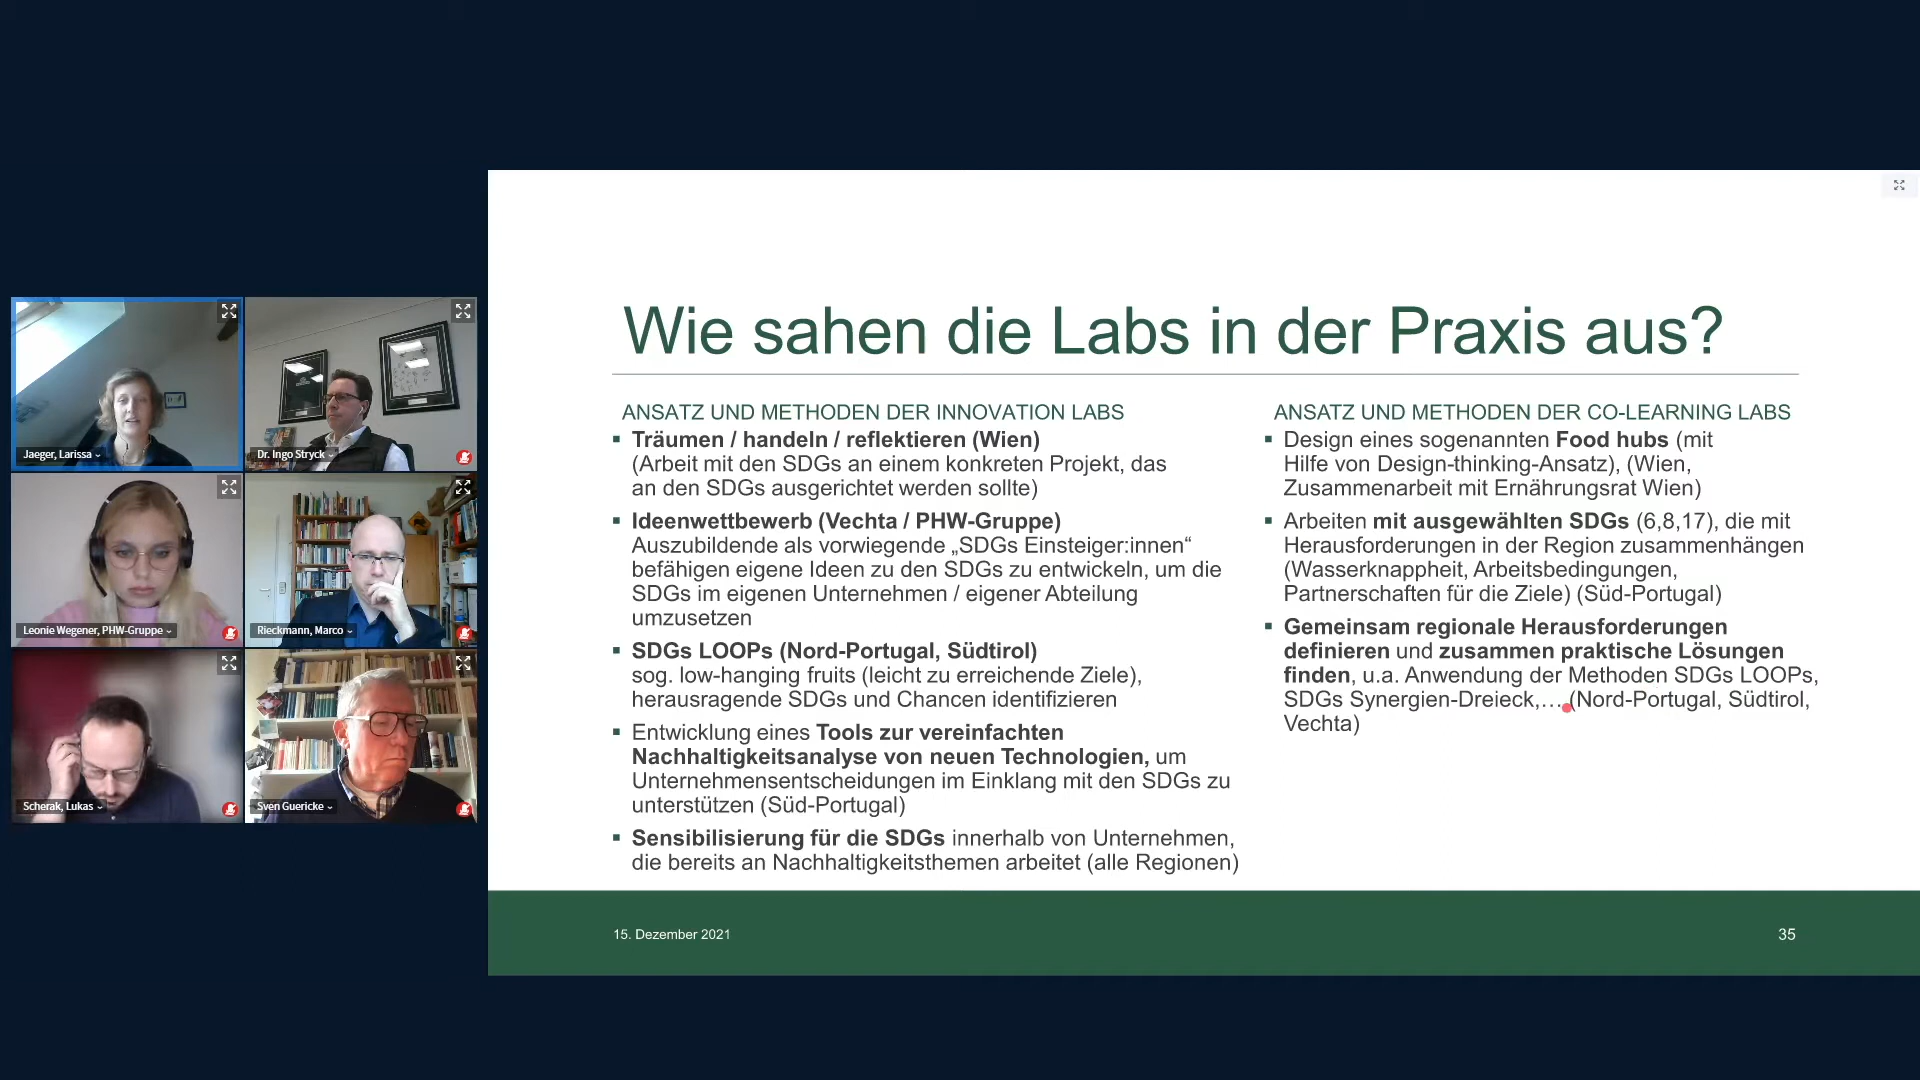 Jaeger, Larissa
Dr. Ingo Stryck
Leonie Wegener, PHW-Gruppe
Rieckmann, Marco
Scherak, Lukas
Sven Guericke
Wie sahen die Labs in der Praxis aus?
ANSATZ UND METHODEN DER INNOVATION LABS
▪ Träumen / handeln / reflektieren (Wien)
(Arbeit mit den SDGs an einem konkreten Projekt, das
an den SDGs ausgerichtet werden sollte)
▪ Ideenwettbewerb (Vechta / PHW-Gruppe)
Auszubildende als vorwiegende „SDGs Einsteiger:innen“
befähigen eigene Ideen zu den SDGs zu entwickeln, um die
SDGs im eigenen Unternehmen / eigener Abteilung
umzusetzen
▪ SDGs LOOPs (Nord-Portugal, Südtirol)
sog. low-hanging fruits (leicht zu erreichende Ziele),
herausragende SDGs und Chancen identifizieren
▪ Entwicklung eines Tools zur vereinfachten
Nachhaltigkeitsanalyse von neuen Technologien, um
Unternehmensentscheidungen im Einklang mit den SDGs zu
unterstützen (Süd-Portugal)
▪ Sensibilisierung für die SDGs innerhalb von Unternehmen,
die bereits an Nachhaltigkeitsthemen arbeitet (alle Regionen)
ANSATZ UND METHODEN DER CO-LEARNING LABS
▪ Design eines sogenannten Food hubs (mit
Hilfe von Design-thinking-Ansatz), (Wien,
Zusammenarbeit mit Ernährungsrat Wien)
▪ Arbeiten mit ausgewählten SDGs (6,8,17), die mit
Herausforderungen in der Region zusammenhängen
(Wasserknappheit, Arbeitsbedingungen,
Partnerschaften für die Ziele) (Süd-Portugal)
▪ Gemeinsam regionale Herausforderungen
definieren und zusammen praktische Lösungen
finden, u.a. Anwendung der Methoden SDGs LOOPs,
SDGs Synergien-Dreieck,… (Nord-Portugal, Südtirol,
Vechta)
15. Dezember 2021
35